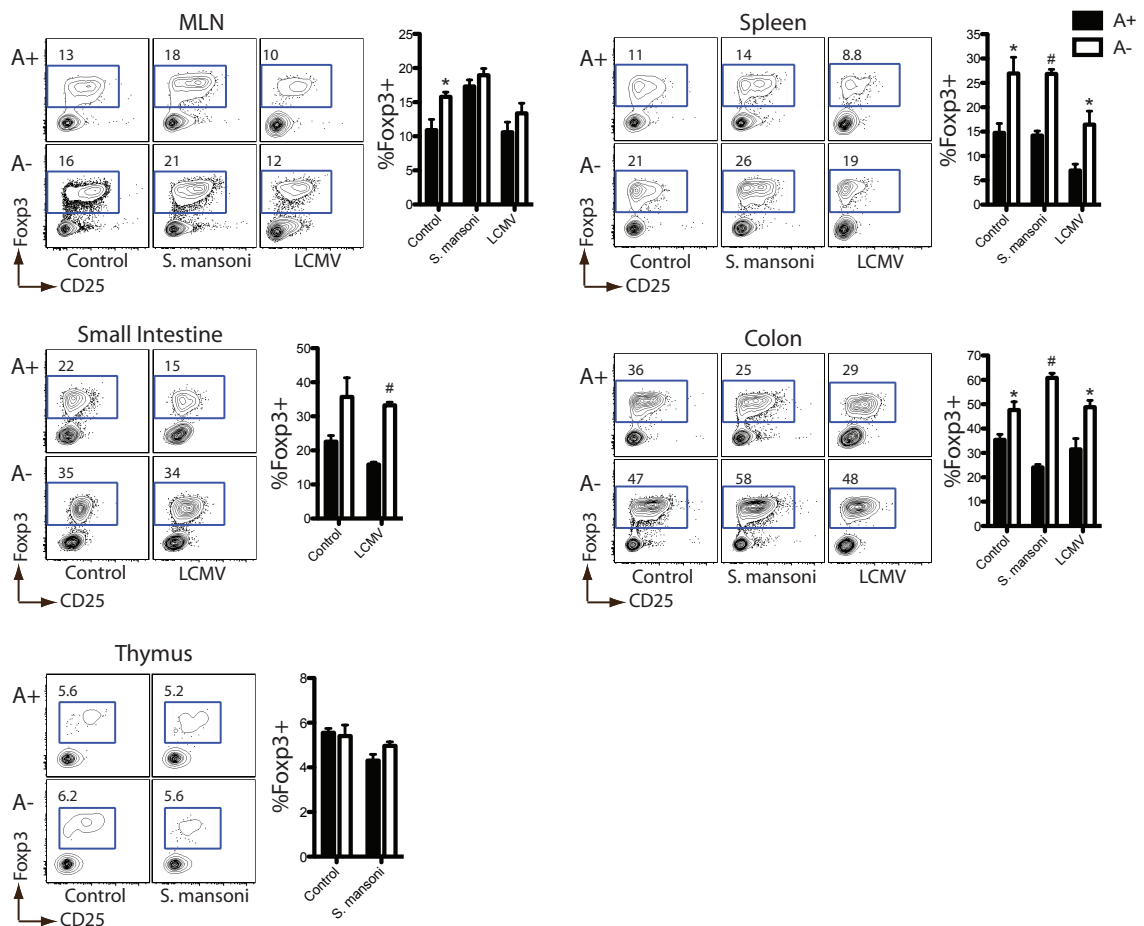 MLN
A+
13
18
10
A-
16
21
12
Foxp3
Control
S. mansoni
LCMV
CD25
%Foxp3+
25
20
15
10
5
0
Control
S. mansoni
LCMV
*
Spleen
A+
11
14
8.8
A-
21
26
19
Foxp3
Control
S. mansoni
LCMV
CD25
%Foxp3+
35
30
25
20
15
10
5
0
Control
S. mansoni
LCMV
*
#
*
A+
A-
Small Intestine
A+
22
15
A-
35
34
Foxp3
Control
LCMV
CD25
%Foxp3+
50
40
30
20
10
0
Control
LCMV
#
Colon
A+
36
25
29
A-
47
58
48
Foxp3
Control
S. mansoni
LCMV
CD25
%Foxp3+
70
60
50
40
30
20
10
0
Control
S. mansoni
LCMV
*
#
*
Thymus
A+
5.6
5.2
A-
6.2
5.6
Foxp3
Control
S. mansoni
CD25
%Foxp3+
8
6
4
2
0
Control
S. mansoni